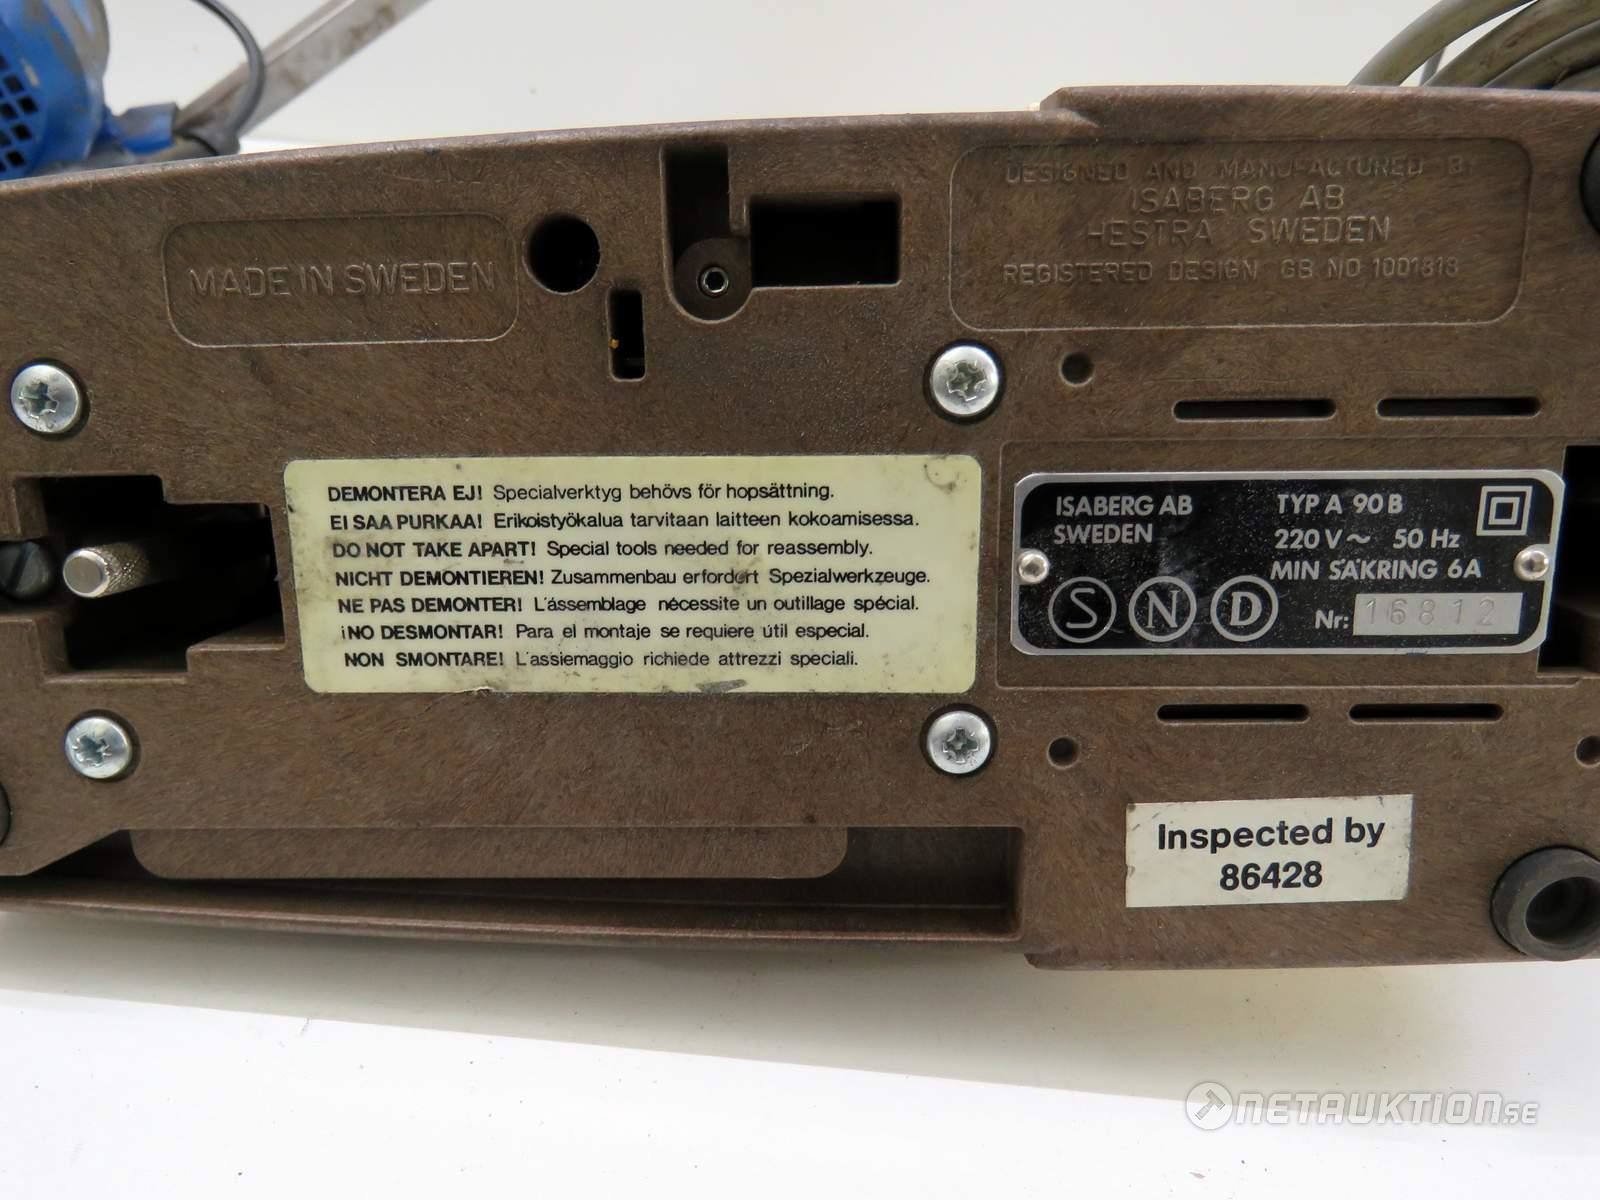 MADE IN SWEDEN
DESIGNED AND MANUFACTURED BY
ISABERG AB
HESTRA SWEDEN
REGISTERED DESIGN GB NO 1001818
DEMONTERA EJ! Specialverktyg behövs för hopsättning.
EI SAA PURKAA! Erikoistyökalua tarvitaan laitteen kokoamisessa.
DO NOT TAKE APART! Special tools needed for reassembly.
NICHT DEMONTIEREN! Zusammenbau erfordert Spezialwerkzeuge.
NE PAS DEMONTER! L'ássemblage nécessite un outillage spécial.
¡NO DESMONTAR! Para el montaje se requiere útil especial.
NON SMONTARE! L'assiemaggio richiede attrezzi speciali.
ISABERG AB
SWEDEN
TYP A 90 B
220 V ~ 50 Hz
MIN SÄKRING 6A
S N D
Nr: 16812
Inspected by
86428
NETAUKTION.SE